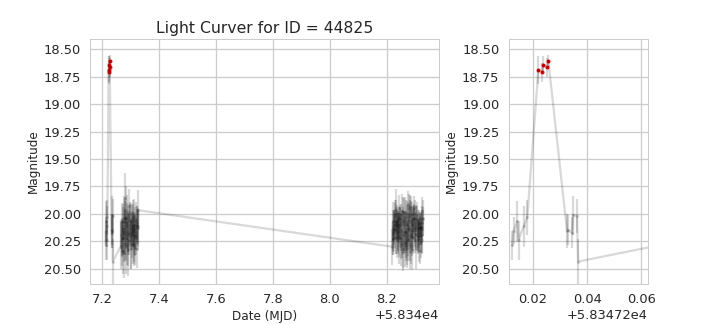 Light Curver for ID = 44825
Magnitude
18.50
18.75
19.00
19.25
19.50
19.75
20.00
20.25
20.50
7.2 7.4 7.6 7.8 8.0 8.2
Date (MJD) +5.834e4
Magnitude
18.50
18.75
19.00
19.25
19.50
19.75
20.00
20.25
20.50
0.02 0.04 0.06
+5.83472e4